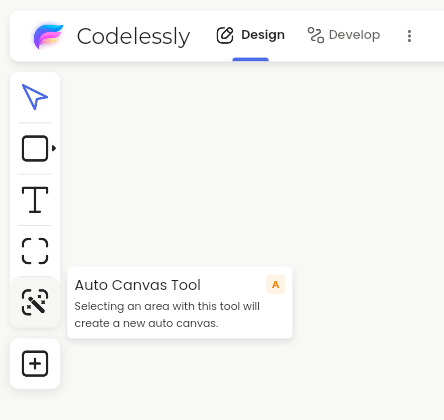 Codelessly
Design
Develop
Auto Canvas Tool
A
Selecting an area with this tool will
create a new auto canvas.